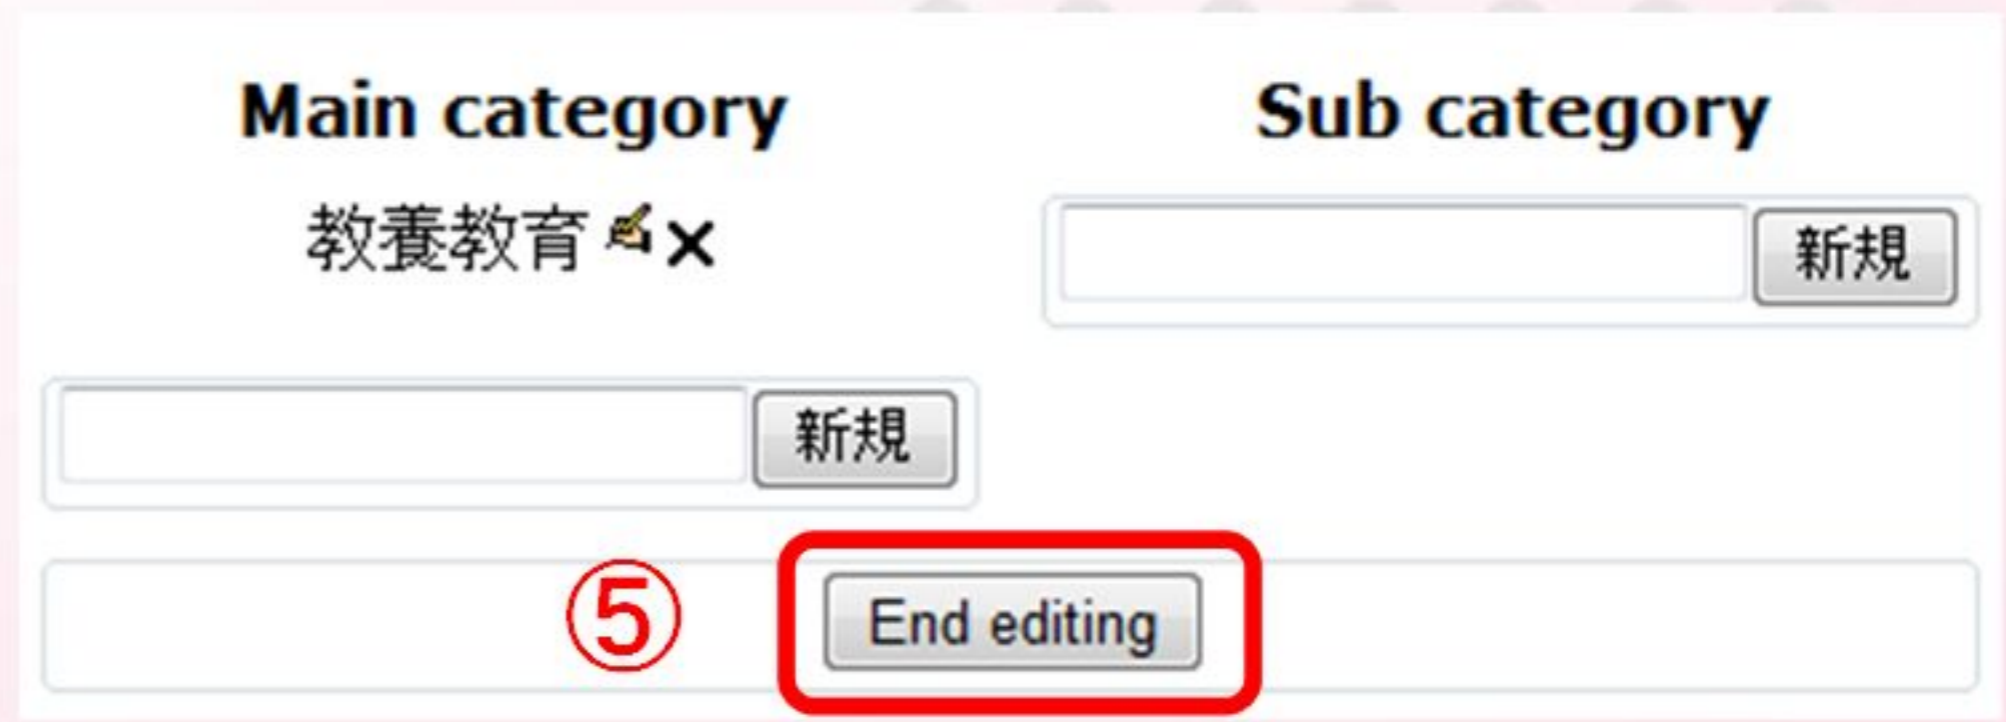 Main category
Sub category
教養教育
新規
新規
⑤
End editing